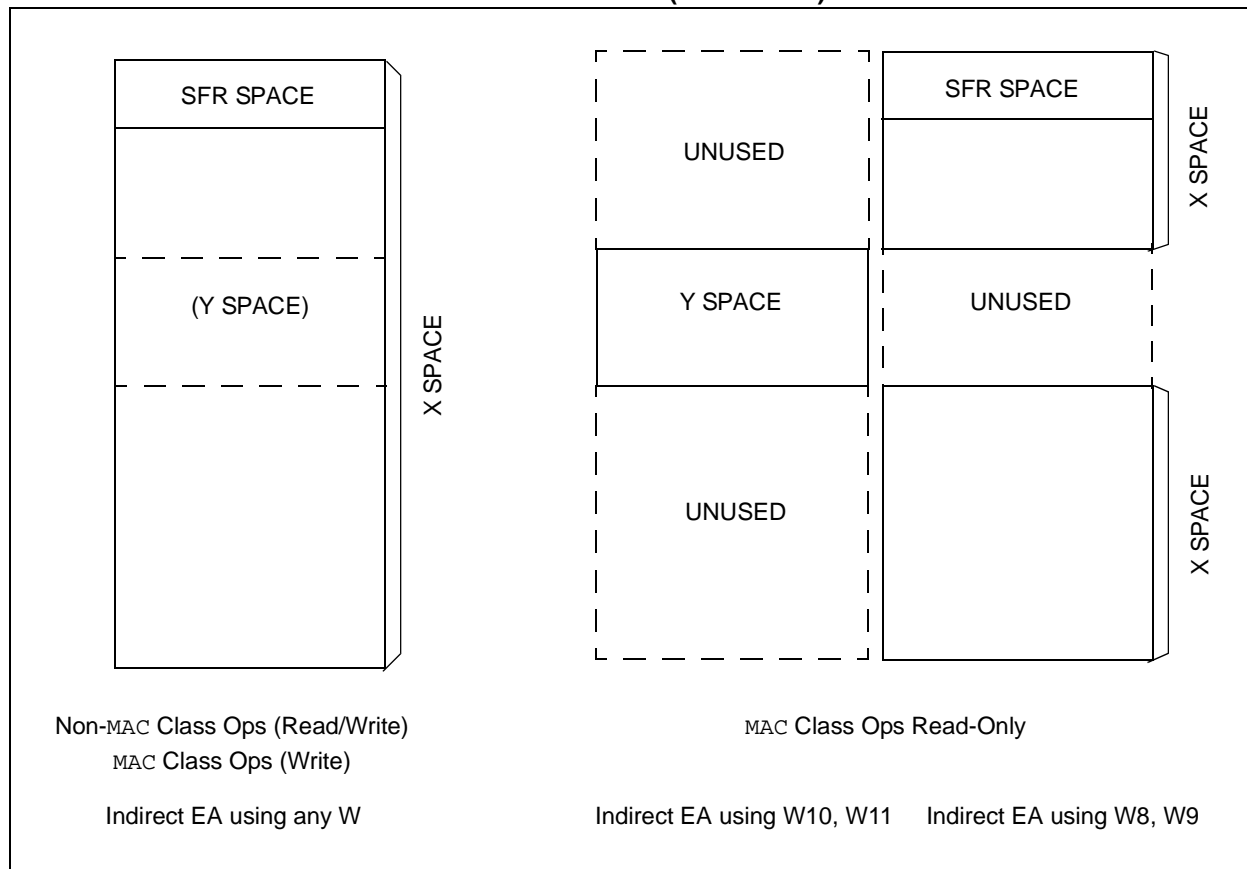 SFR SPACE
(Y SPACE)
X SPACE
UNUSED
Y SPACE
UNUSED
SFR SPACE
X SPACE
UNUSED
X SPACE
Non-MAC Class Ops (Read/Write)
MAC Class Ops (Write)
MAC Class Ops Read-Only
Indirect EA using any W
Indirect EA using W10, W11
Indirect EA using W8, W9